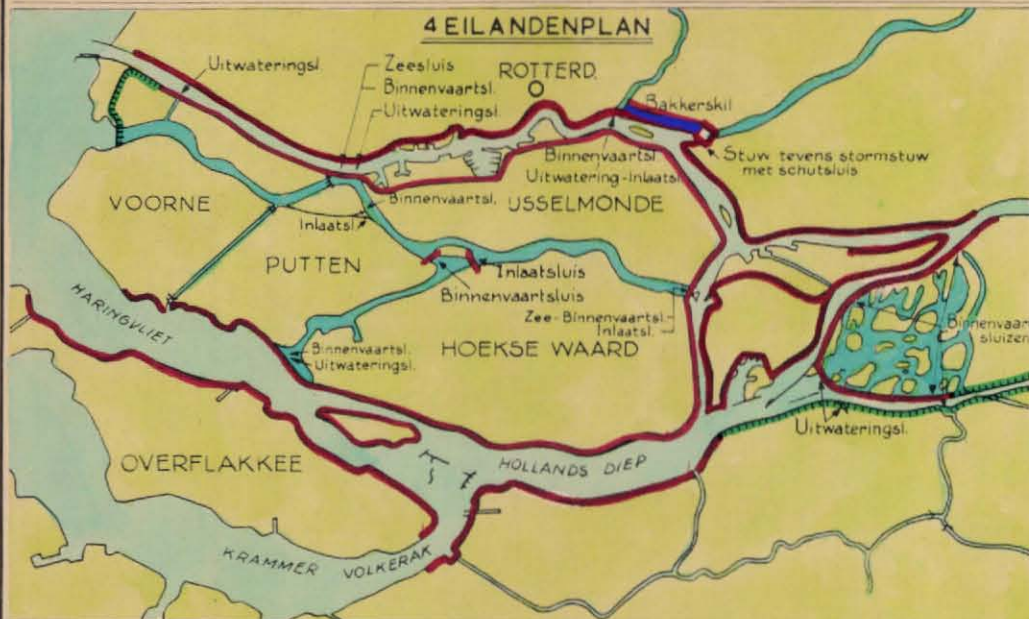 4 EILANDENPLAN
Uitwateringsl.
Zeesluis
Binnenvaartsl.
Uitwateringsl.
ROTTERD.
Bakkerskil
Binnenvaartsl
Uitwatering-Inlaatsl.
Stuw tevens stormstuw
met schutsluis
VOORNE
Binnenvaartsl.
IJSSELMONDE
Inlaatsl.
PUTTEN
Inlaatsluis
Binnenvaartsluis
HARINGVLIET
Zee-Binnenvaartsl.
Inlaatsl.
Binnenvaar
sluizen
Binnenvaartsl.
Uitwateringsl.
HOEKSE WAARD
Uitwateringsl.
OVERFLAKKEE
HOLLANDS DIEP
KRAMMER VOLKERAK